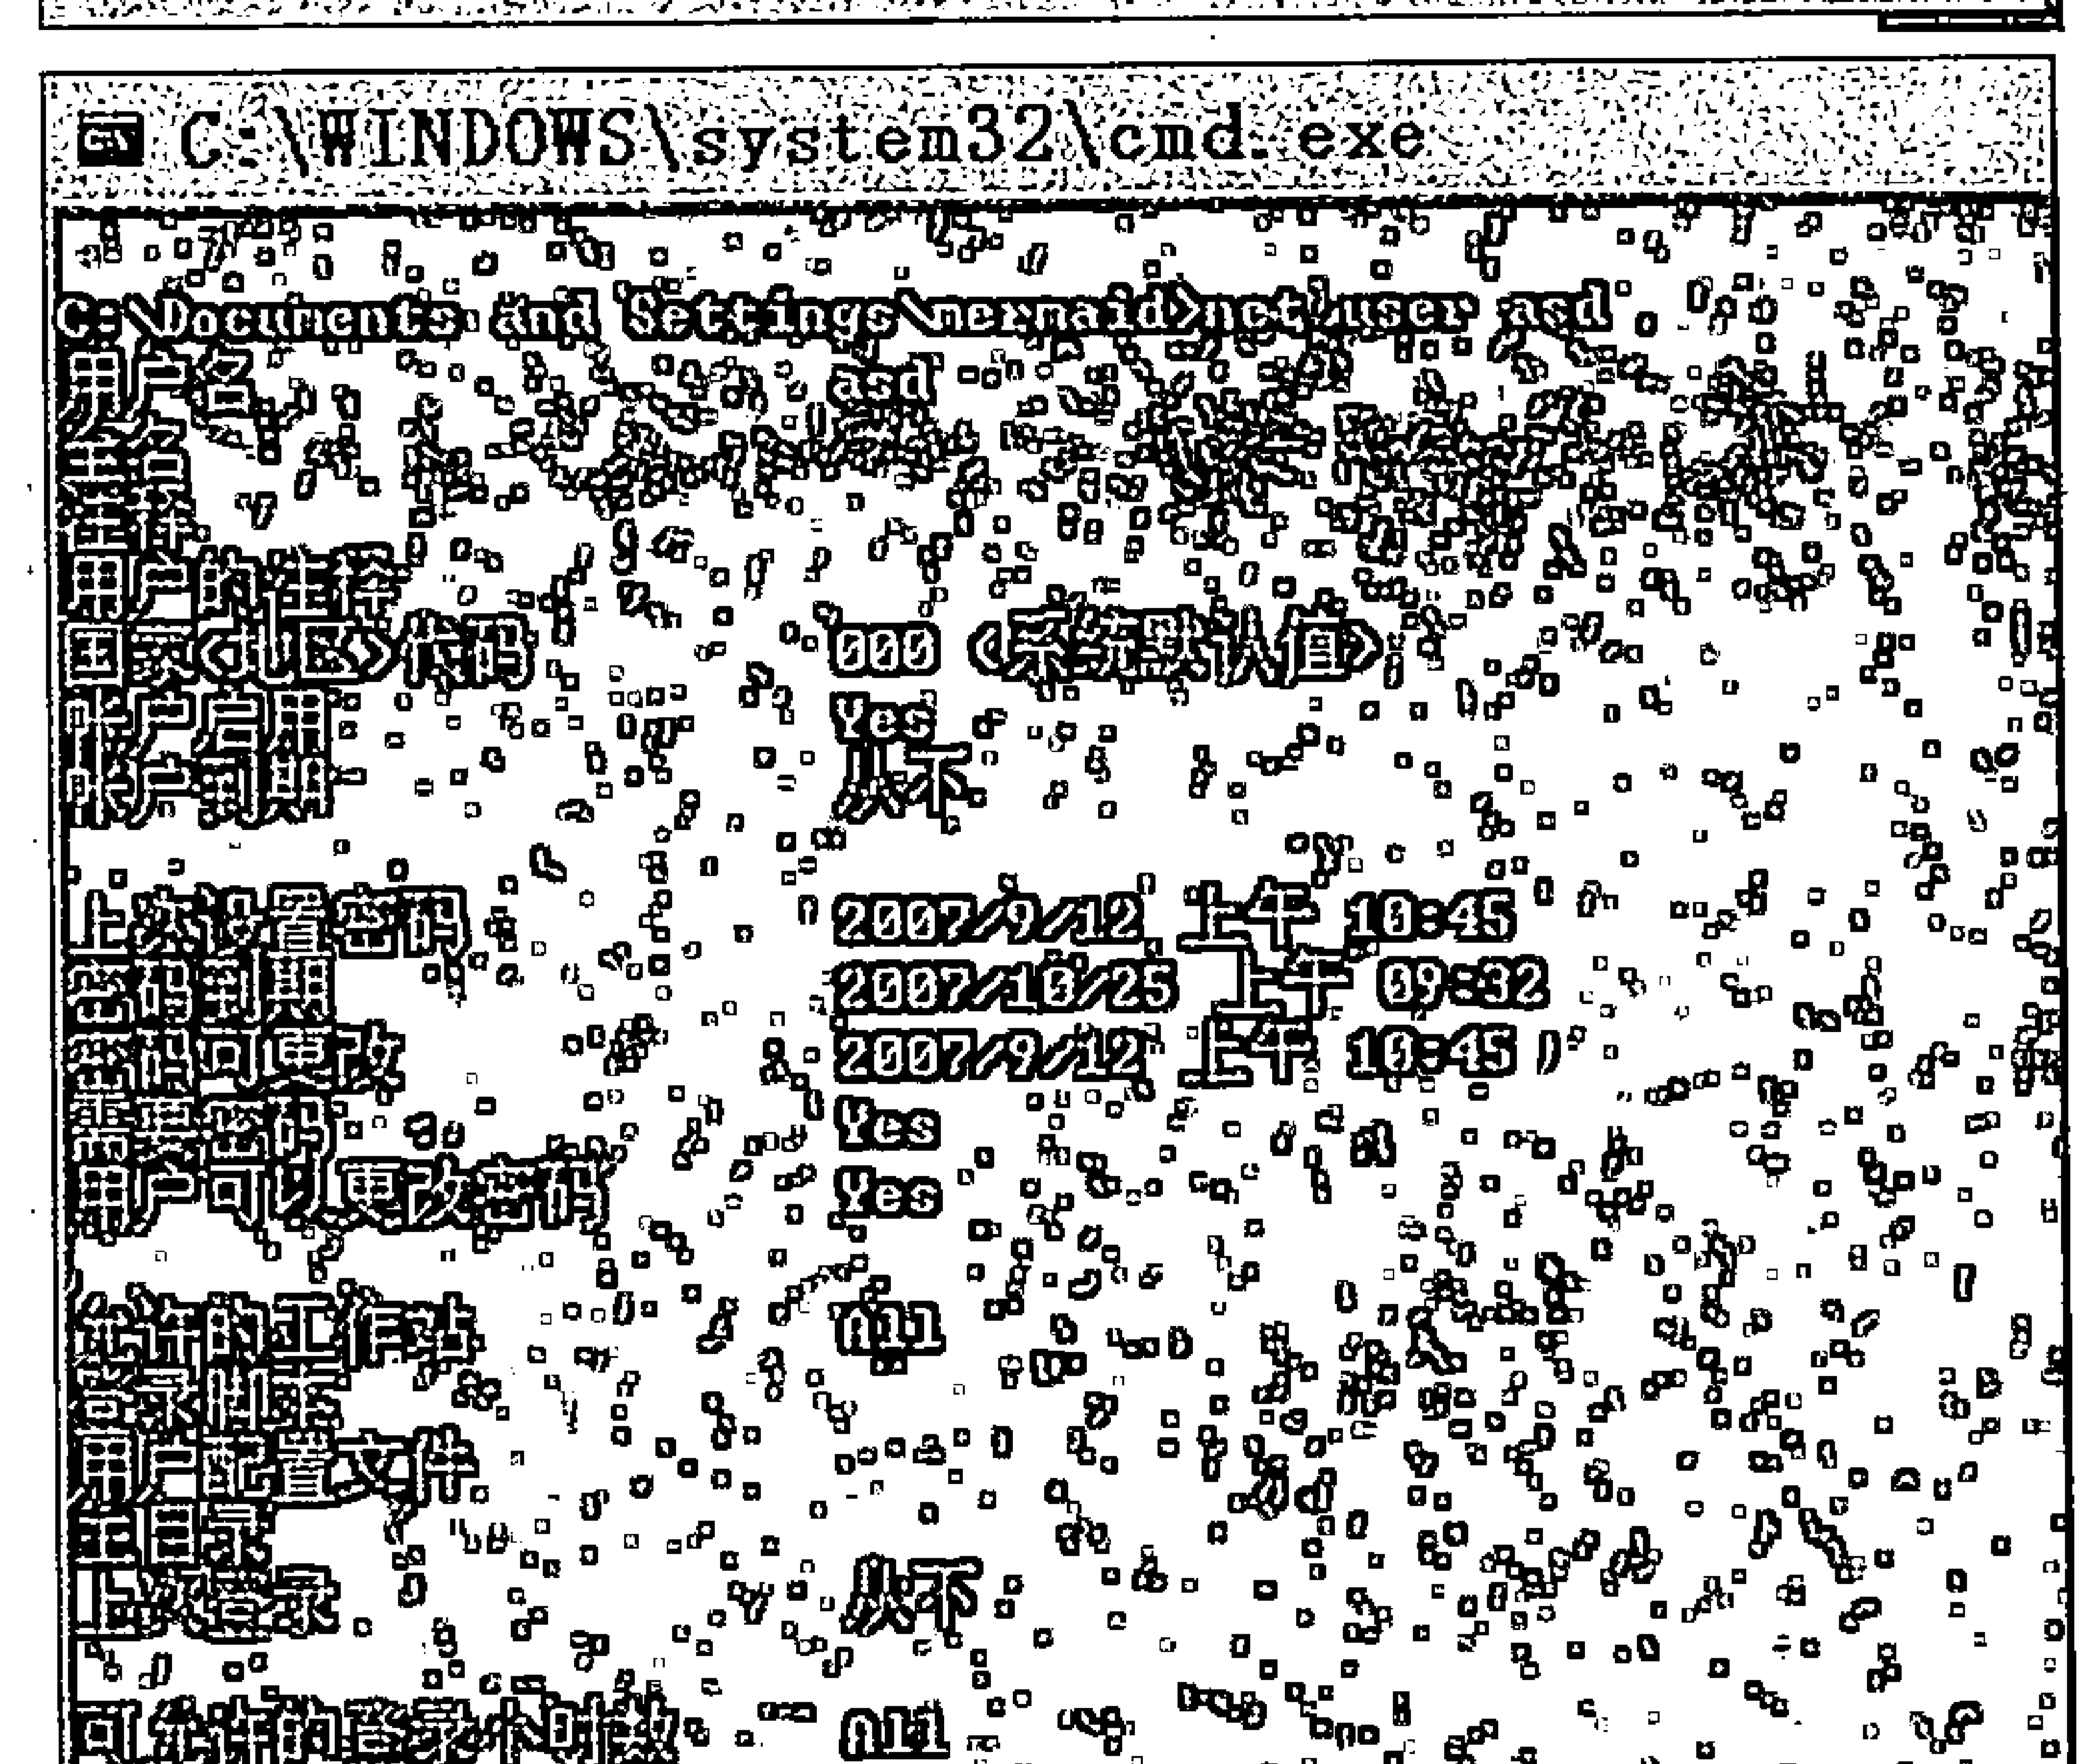 C:\WINDOWS\system32\cmd.exe
C:\Documents and Settings\mermaid>net user asd
用户名 asd
全名
注释
用户的注释
国家(地区)代码 000 (系统默认值)
帐户启用 Yes
帐户到期 从不
上次设置密码 2007/9/12 上午 10:45
密码到期 2007/10/25 上午 09:32
密码可更改 2007/9/12 上午 10:45
需要密码 Yes
用户可以更改密码 Yes
允许的工作站 All
登录脚本
用户配置文件
主目录
上次登录 从不
可允许的登录小时数 All